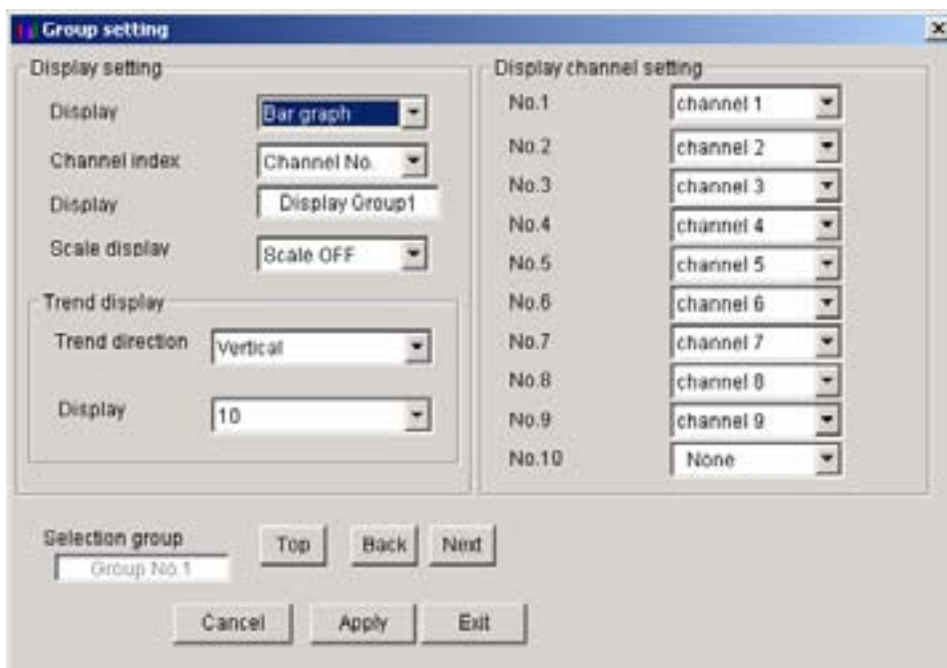 Group setting
Display setting
Display
Bar graph
Channel index
Channel No.
Display
Display Group1
Scale display
Scale OFF
Trend display
Trend direction
Vertical
Display
10
Display channel setting
No.1
channel 1
No.2
channel 2
No.3
channel 3
No.4
channel 4
No.5
channel 5
No.6
channel 6
No.7
channel 7
No.8
channel 8
No.9
channel 9
No.10
None
Selection group
Group No.1
Top
Back
Next
Cancel
Apply
Exit